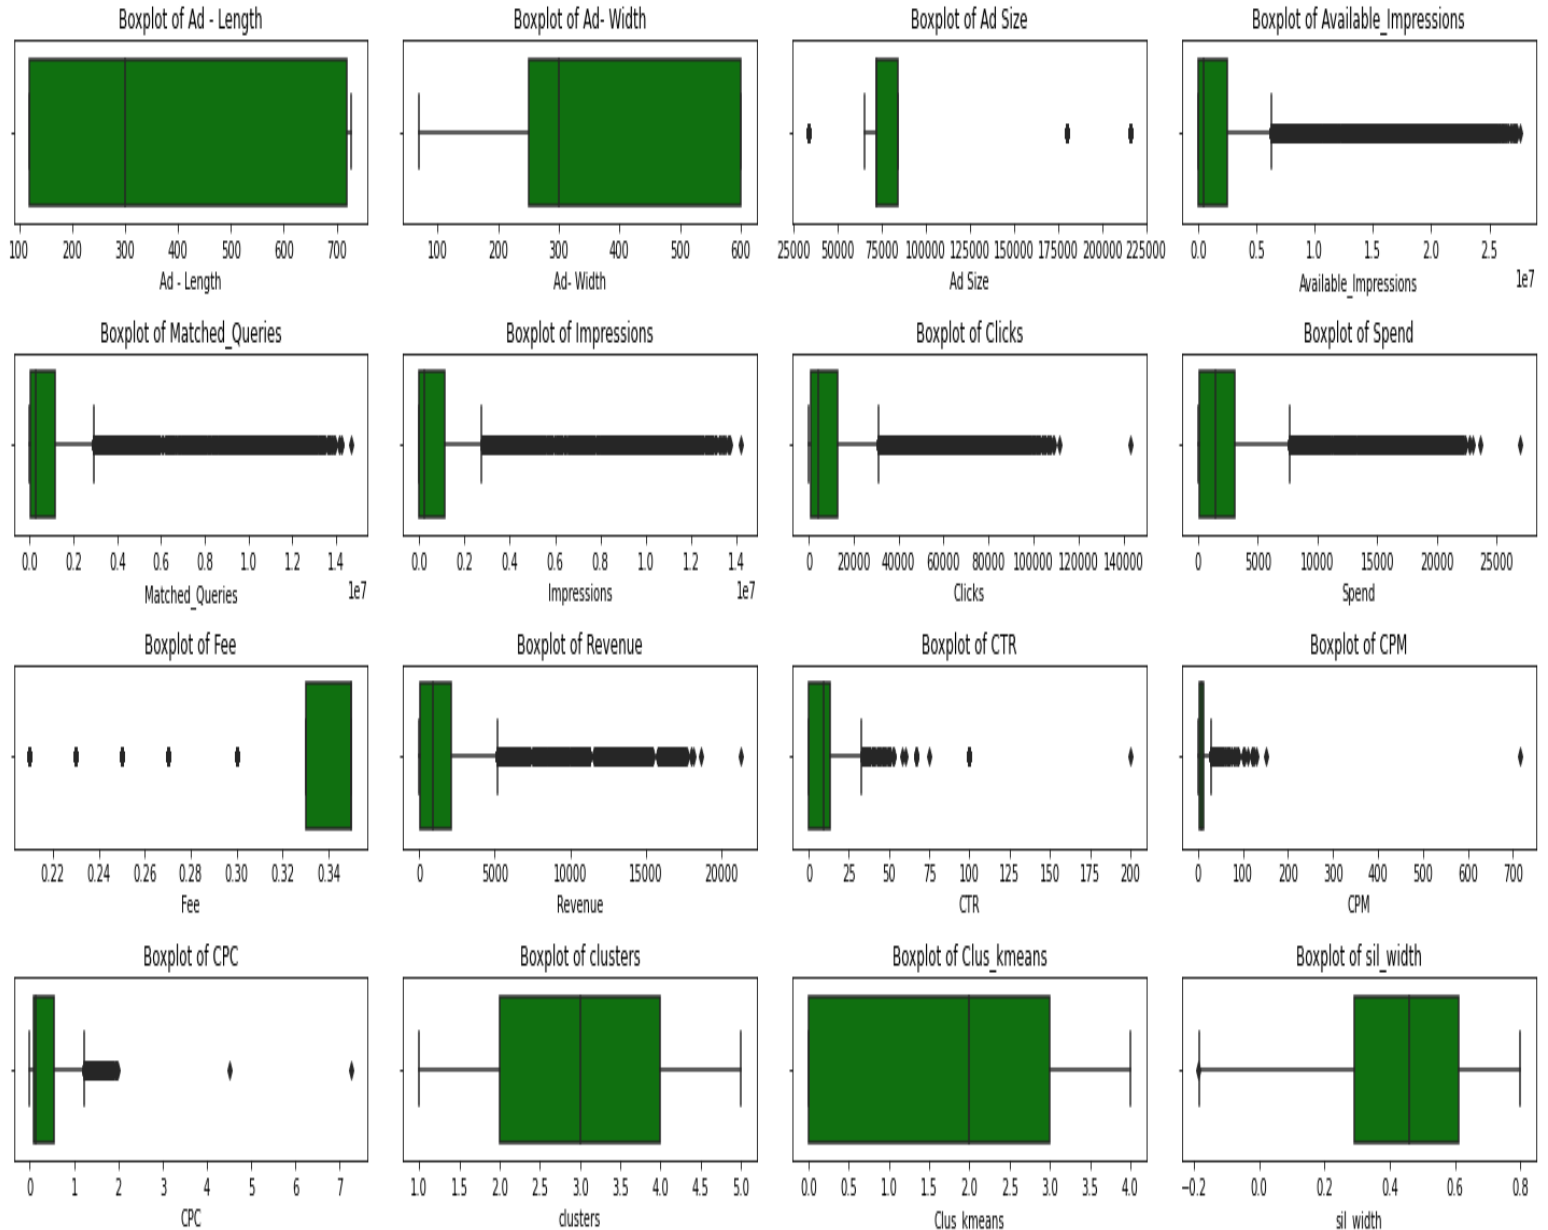 Boxplot of Ad - Length
Boxplot of Ad- Width
Boxplot of Ad Size
Boxplot of Available_Impressions
100 200 300 400 500 600 700
Ad - Length
100 200 300 400 500 600
Ad- Width
25000 50000 75000 100000 125000 150000 175000 200000 225000
Ad Size
0.0 0.5 1.0 1.5 2.0 2.5
1e7
Available_Impressions
Boxplot of Matched_Queries
Boxplot of Impressions
Boxplot of Clicks
Boxplot of Spend
0.0 0.2 0.4 0.6 0.8 1.0 1.2 1.4
1e7
Matched_Queries
0.0 0.2 0.4 0.6 0.8 1.0 1.2 1.4
1e7
Impressions
0 20000 40000 60000 80000 100000 120000 140000
Clicks
0 5000 10000 15000 20000 25000
Spend
Boxplot of Fee
Boxplot of Revenue
Boxplot of CTR
Boxplot of CPM
0.22 0.24 0.26 0.28 0.30 0.32 0.34
Fee
0 5000 10000 15000 20000
Revenue
0 25 50 75 100 125 150 175 200
CTR
0 100 200 300 400 500 600 700
CPM
Boxplot of CPC
Boxplot of clusters
Boxplot of Clus_kmeans
Boxplot of sil_width
0 1 2 3 4 5 6 7
CPC
1.0 1.5 2.0 2.5 3.0 3.5 4.0 4.5 5.0
clusters
0.0 0.5 1.0 1.5 2.0 2.5 3.0 3.5 4.0
Clus_kmeans
−0.2 0.0 0.2 0.4 0.6 0.8
sil_width